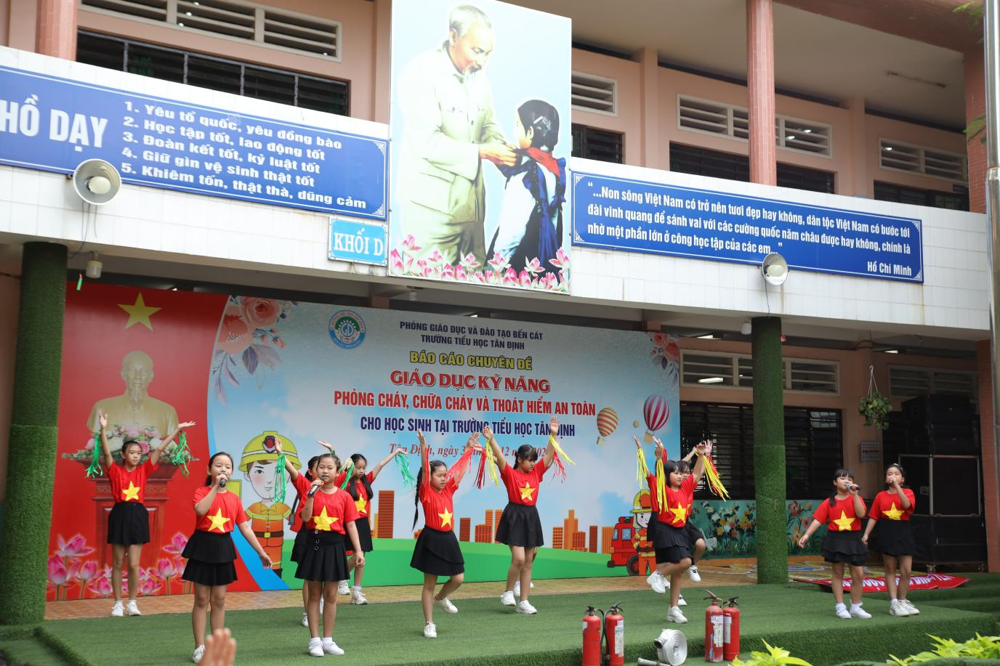 HỒ DẠY
1. Yêu tổ quốc, yêu đồng bào
2. Học tập tốt, lao động tốt
3. Đoàn kết tốt, kỷ luật tốt
4. Giữ gìn vệ sinh thật tốt
5. Khiêm tốn, thật thà, dũng cảm
KHỐI D
"...Non sông Việt Nam có trở nên tươi đẹp hay không, dân tộc Việt Nam có bước tới
đài vinh quang để sánh vai với các cường quốc năm châu được hay không, chính là
nhờ một phần lớn ở công học tập của các em..."
Hồ Chí Minh
PHÒNG GIÁO DỤC VÀ ĐÀO TẠO BẾN CÁT
TRƯỜNG TIỂU HỌC TÂN ĐỊNH
BÁO CÁO CHUYÊN ĐỀ
GIÁO DỤC KỸ NĂNG
PHÒNG CHÁY, CHỮA CHÁY VÀ THOÁT HIỂM AN TOÀN
CHO HỌC SINH TẠI TRƯỜNG TIỂU HỌC TÂN ĐỊNH
Tân Định, ngày 12